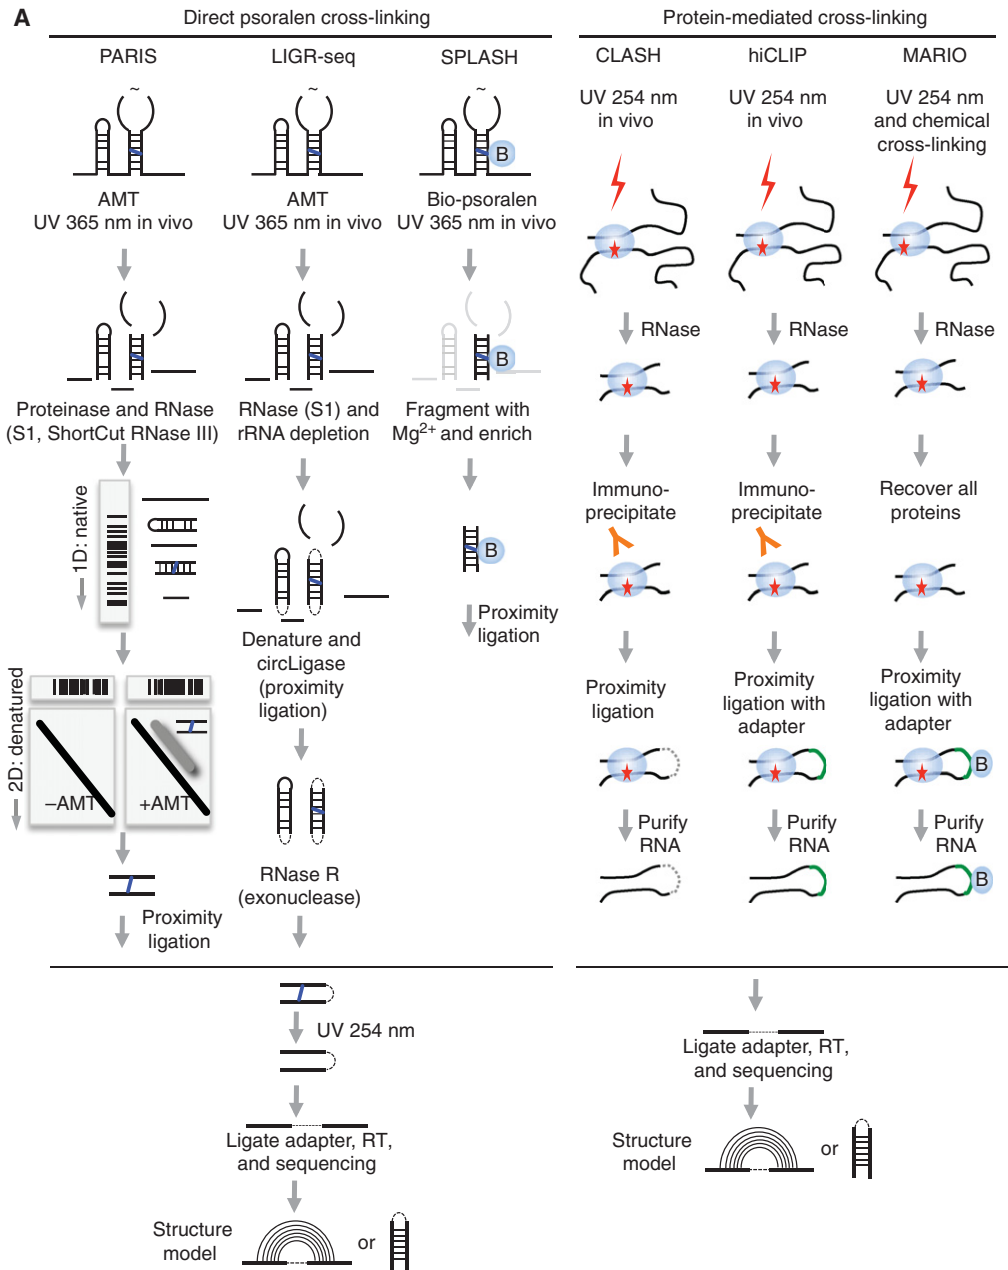 A
Direct psoralen cross-linking
PARIS
LIGR-seq
SPLASH
~
~
~
B
AMT
UV 365 nm in vivo
AMT
UV 365 nm in vivo
Bio-psoralen
UV 365 nm in vivo
B
Proteinase and RNase
(S1, ShortCut RNase III)
RNase (S1) and
rRNA depletion
Fragment with
Mg²⁺ and enrich
1D: native
B
Proximity
ligation
Denature and
circLigase
(proximity
ligation)
2D: denatured
–AMT
+AMT
RNase R
(exonuclease)
Proximity
ligation
UV 254 nm
Ligate adapter, RT,
and sequencing
Structure
model
or
Protein-mediated cross-linking
CLASH
hiCLIP
MARIO
UV 254 nm
in vivo
UV 254 nm
in vivo
UV 254 nm
and chemical
cross-linking
RNase
RNase
RNase
Immuno-
precipitate
Immuno-
precipitate
Recover all
proteins
Proximity
ligation
Proximity
ligation with
adapter
Proximity
ligation with
adapter
B
Purify
RNA
Purify
RNA
Purify
RNA
B
Ligate adapter, RT,
and sequencing
Structure
model
or